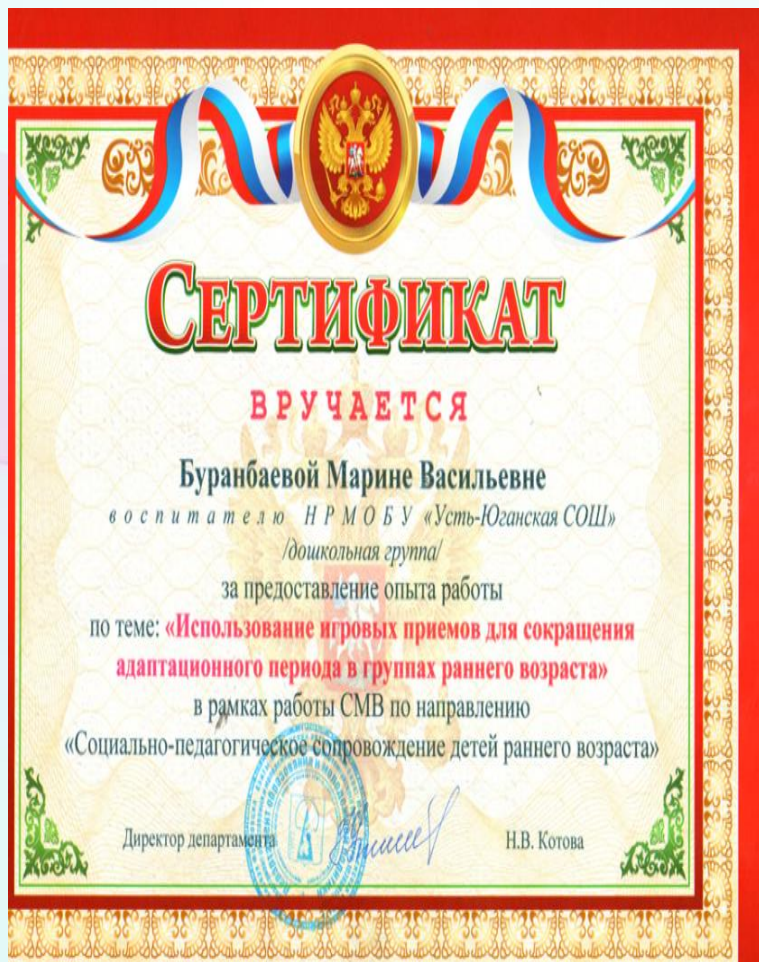 СЕРТИФИКАТ
ВРУЧАЕТСЯ
Буранбаевой Марине Васильевне
воспитателю НРМОБУ «Усть-Юганская СОШ»
/дошкольная группа/
за предоставление опыта работы
по теме: «Использование игровых приемов для сокращения
адаптационного периода в группах раннего возраста»
в рамках работы СМВ по направлению
«Социально-педагогическое сопровождение детей раннего возраста»
Директор департамента Н.В. Котова